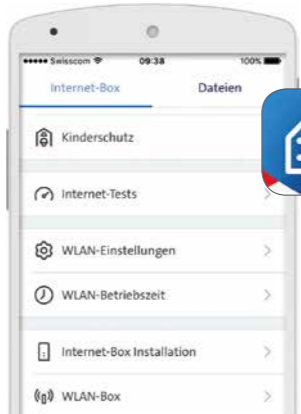 Swisscom 09:38 100%
Internet-Box Dateien
Kinderschutz
Internet-Tests
WLAN-Einstellungen
WLAN-Betriebszeit
Internet-Box Installation
WLAN-Box